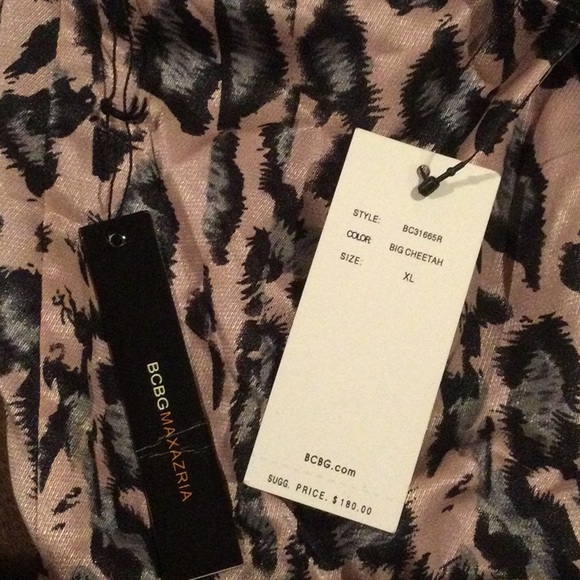 BCBGMAXAZRIA
STYLE: BC31665R
COLOR: BIG CHEETAH
SIZE: XL
BCBG.com
SUGG. PRICE, $180.00